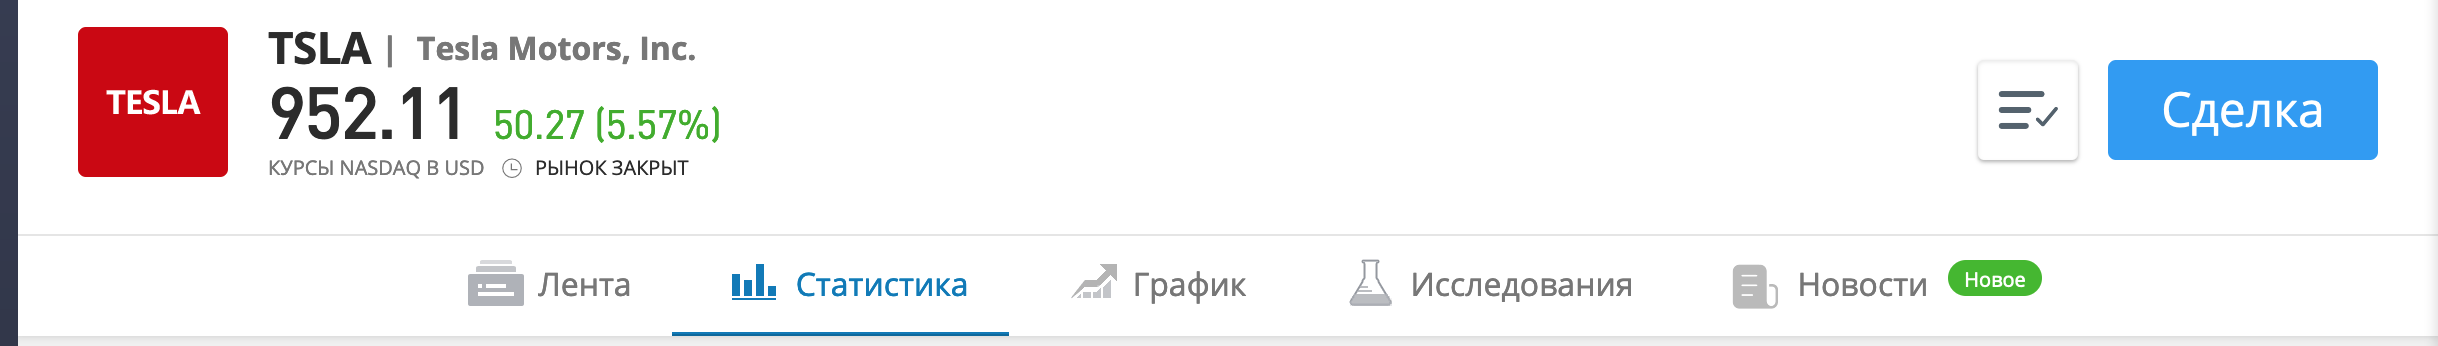 TESLA
TSLA | Tesla Motors, Inc.
952.11 50.27 (5.57%)
КУРСЫ NASDAQ В USD РЫНОК ЗАКРЫТ
Сделка
Лента Статистика График Исследования Новости Новое